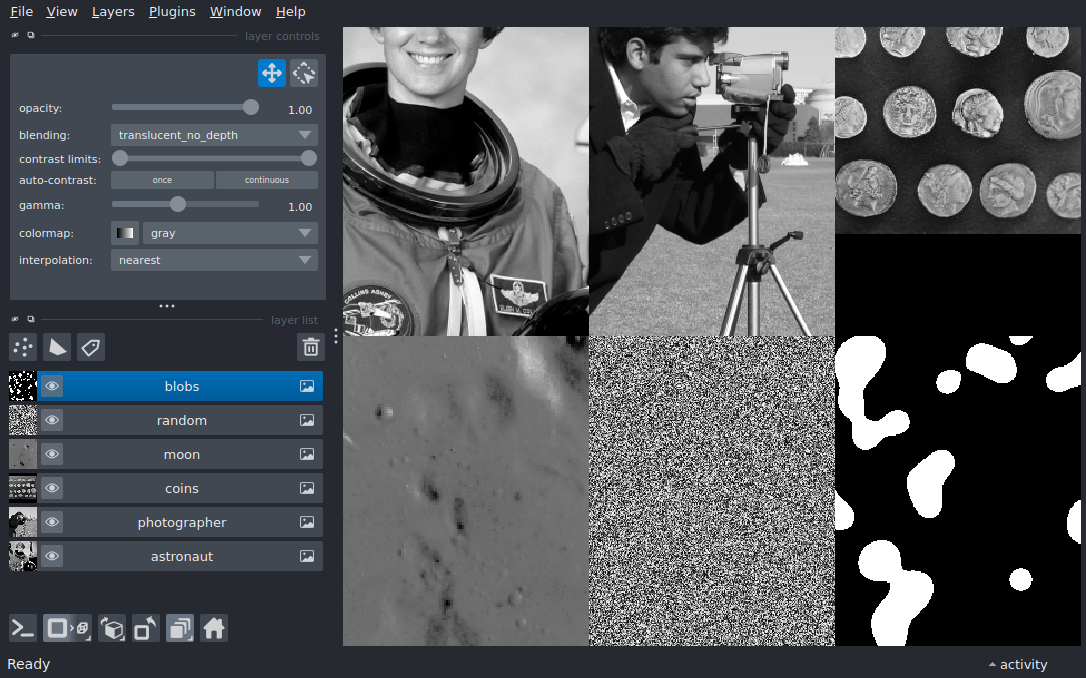 File View Layers Plugins Window Help
layer controls
opacity: 1.00
blending: translucent_no_depth
contrast limits:
auto-contrast: once continuous
gamma: 1.00
colormap: gray
interpolation: nearest
layer list
blobs
random
moon
coins
photographer
astronaut
Ready
activity